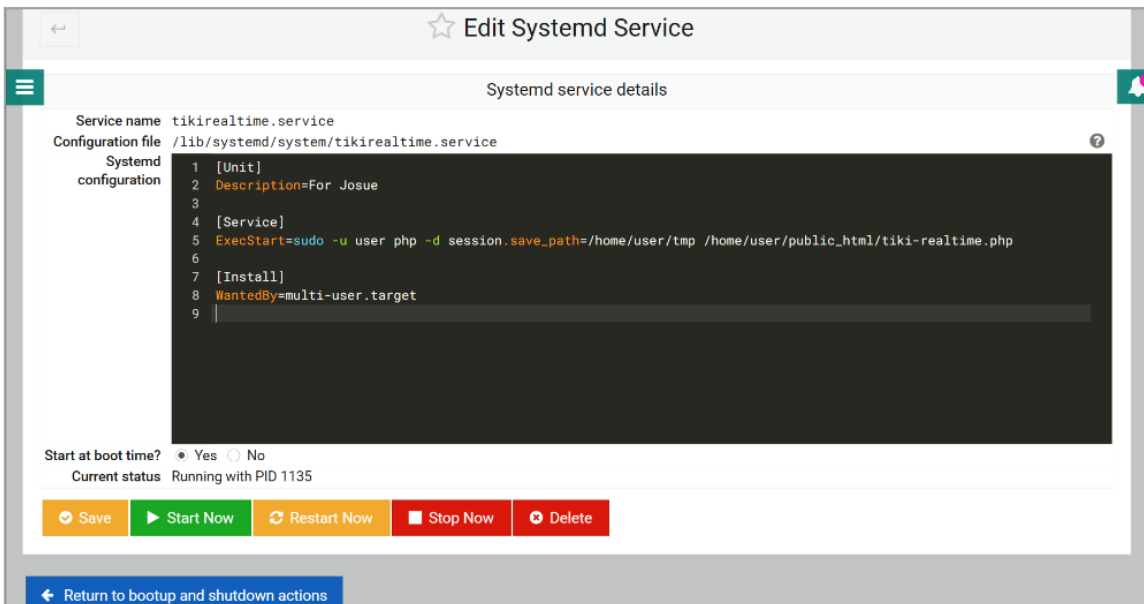 Edit Systemd Service
Systemd service details
Service name tikirealtime.service
Configuration file /lib/systemd/system/tikirealtime.service
Systemd configuration
1 [Unit]
2 Description=For Josue
3
4 [Service]
5 ExecStart=sudo -u user php -d session.save_path=/home/user/tmp /home/user/public_html/tiki-realtime.php
6
7 [Install]
8 WantedBy=multi-user.target
9
Start at boot time? Yes No
Current status Running with PID 1135
Save Start Now Restart Now Stop Now Delete
Return to bootup and shutdown actions